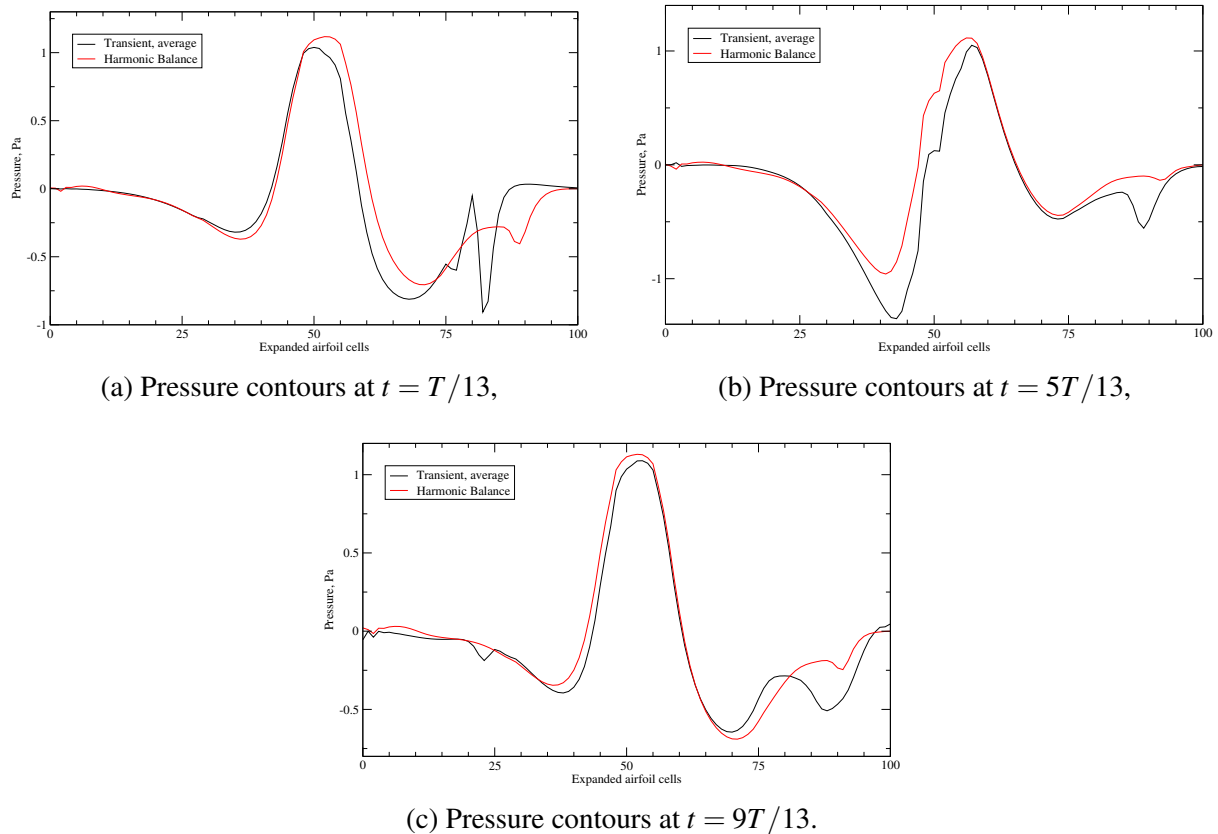 1
0.5
0
-0.5
-1
Pressure, Pa
Transient, average
Harmonic Balance
0 25 50 75 100
Expanded airfoil cells
(a) Pressure contours at t = T/13,
1
0
-1
Pressure, Pa
Transient, average
Harmonic Balance
0 25 50 75 100
Expanded airfoil cells
(b) Pressure contours at t = 5T/13,
1
0.5
0
-0.5
Pressure, Pa
Transient, average
Harmonic Balance
0 25 50 75 100
Expanded airfoil cells
(c) Pressure contours at t = 9T/13.